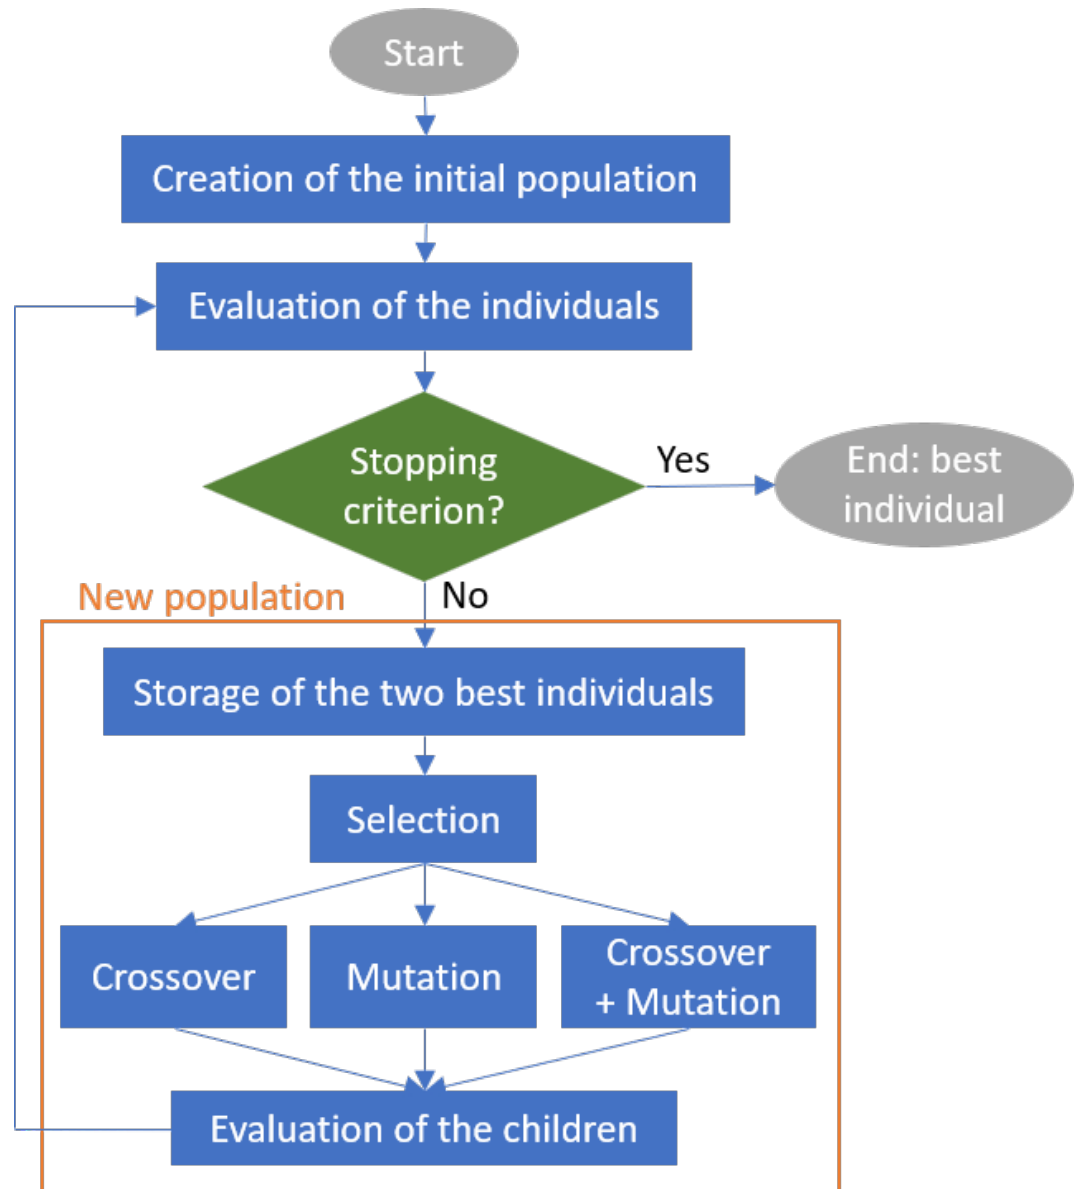 Start
Creation of the initial population
Evaluation of the individuals
Stopping
criterion?
Yes
End: best
individual
No
New population
Storage of the two best individuals
Selection
Crossover
Mutation
Crossover
+ Mutation
Evaluation of the children